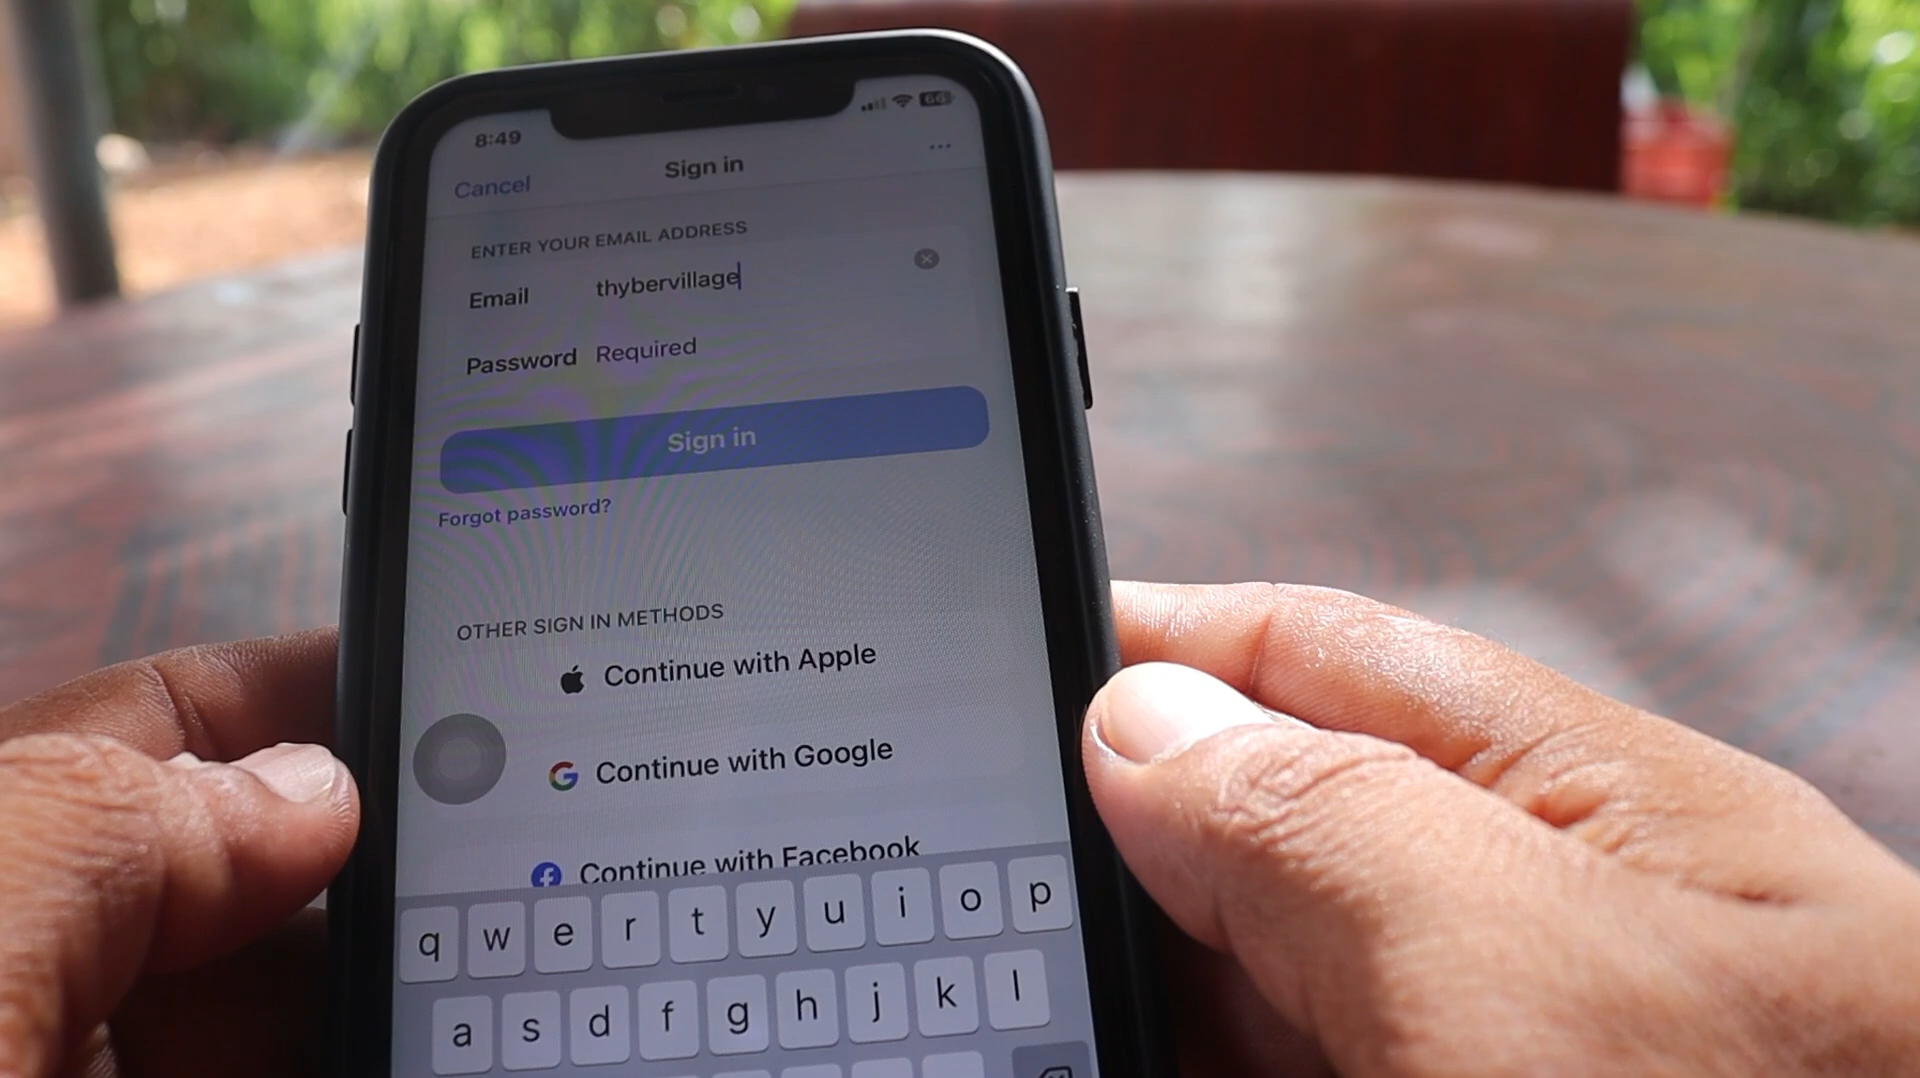 8:49
66
Cancel
Sign in
...
ENTER YOUR EMAIL ADDRESS
Email thybervillage
Password Required
Sign in
Forgot password?
OTHER SIGN IN METHODS
Continue with Apple
Continue with Google
Continue with Facebook
q w e r t y u i o p
a s d f g h j k l